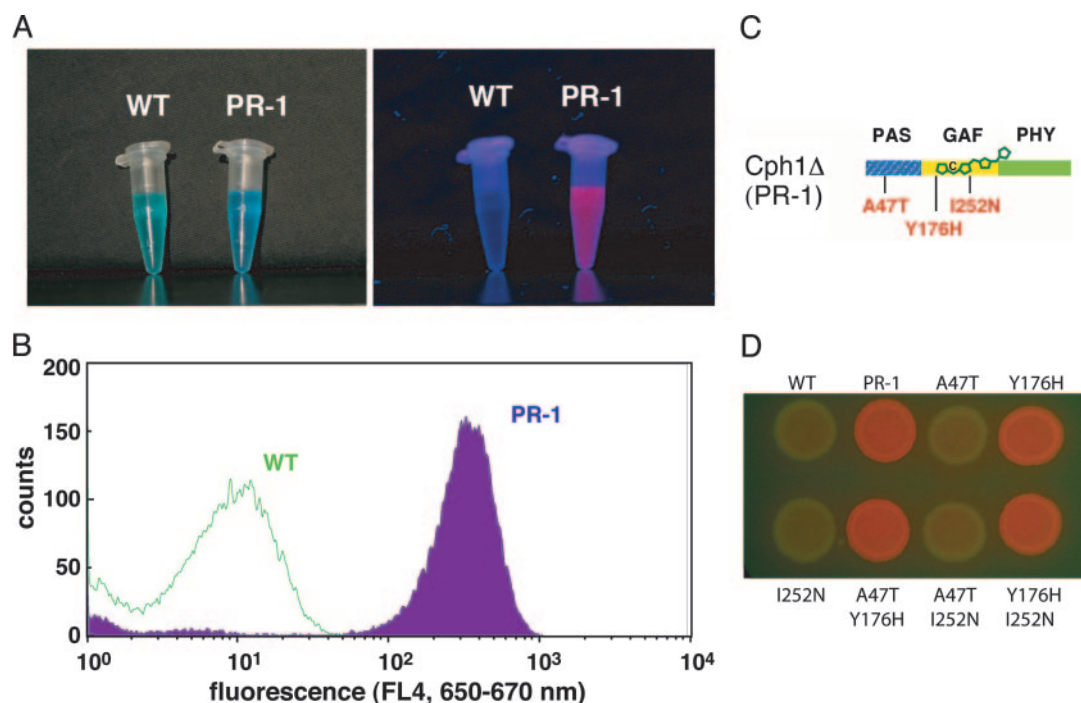 A
WT PR-1
WT PR-1
B
200
150
100
50
0
counts
WT
PR-1
10^0 10^1 10^2 10^3 10^4
fluorescence (FL4, 650-670 nm)
C
PAS GAF PHY
Cph1Δ
(PR-1)
C
A47T I252N
Y176H
D
WT PR-1 A47T Y176H
I252N A47T A47T Y176H
Y176H I252N I252N